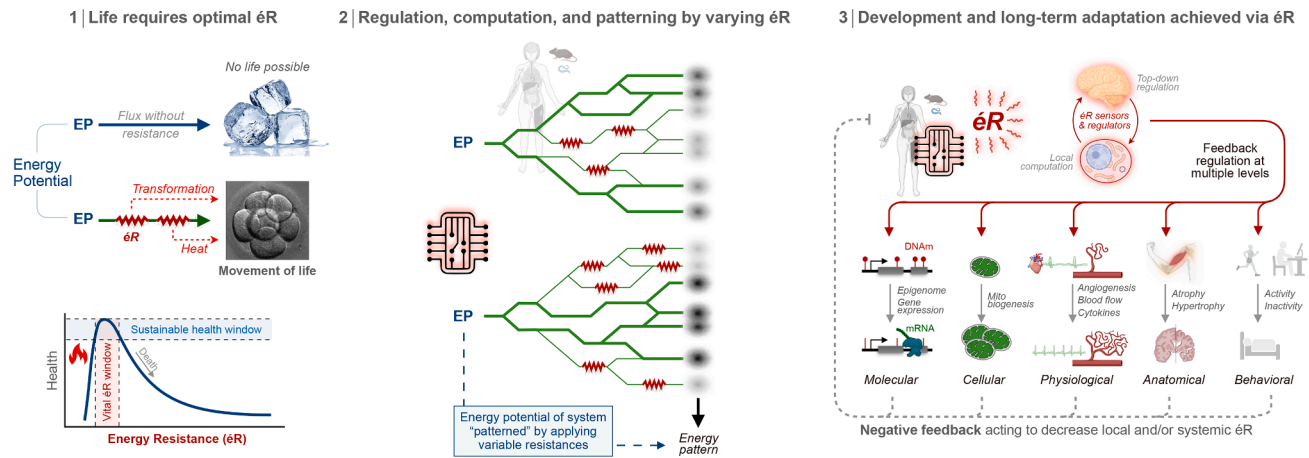 1 | Life requires optimal éR
No life possible
EP
Flux without
resistance
Energy
Potential
Transformation
EP
éR
Heat
Movement of life
Sustainable health window
Death
Vital éR window
Health
Energy Resistance (éR)
2 | Regulation, computation, and patterning by varying éR
EP
EP
Energy potential of system
"patterned" by applying
variable resistances
Energy
pattern
3 | Development and long-term adaptation achieved via éR
Top-down
regulation
éR
éR sensors
& regulators
Local
computation
Feedback
regulation at
multiple levels
DNAm
Epigenome
Gene
expression
mRNA
Molecular
Mito
biogenesis
Cellular
Angiogenesis
Blood flow
Cytokines
Physiological
Atrophy
Hypertrophy
Anatomical
Activity
Inactivity
Behavioral
Negative feedback acting to decrease local and/or systemic éR